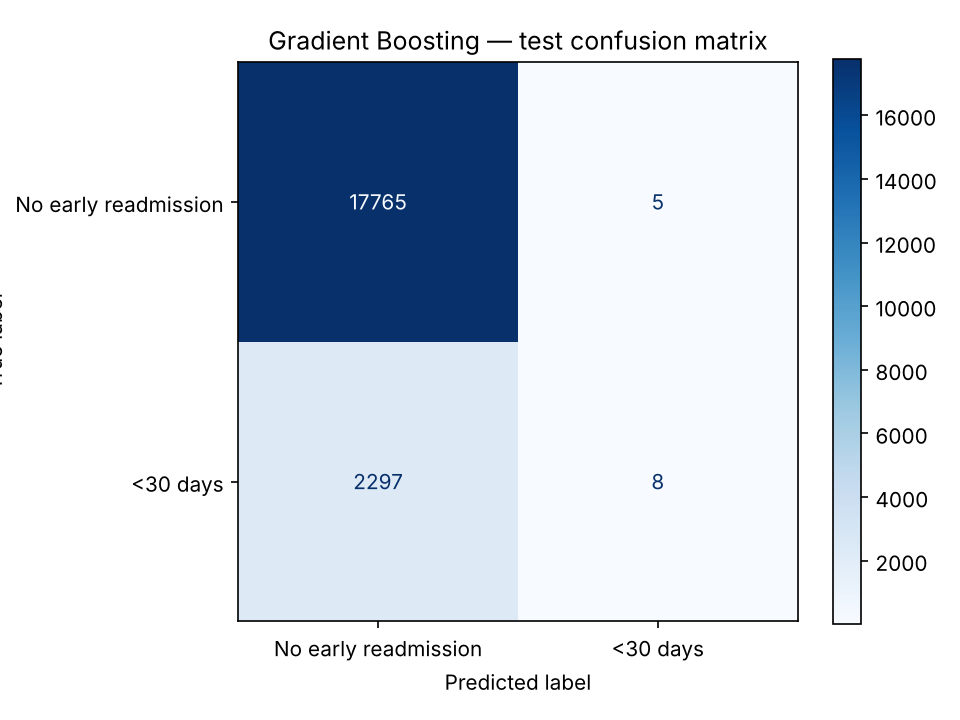 Gradient Boosting — test confusion matrix
No early readmission
17765
5
<30 days
2297
8
No early readmission
<30 days
Predicted label
16000
14000
12000
10000
8000
6000
4000
2000